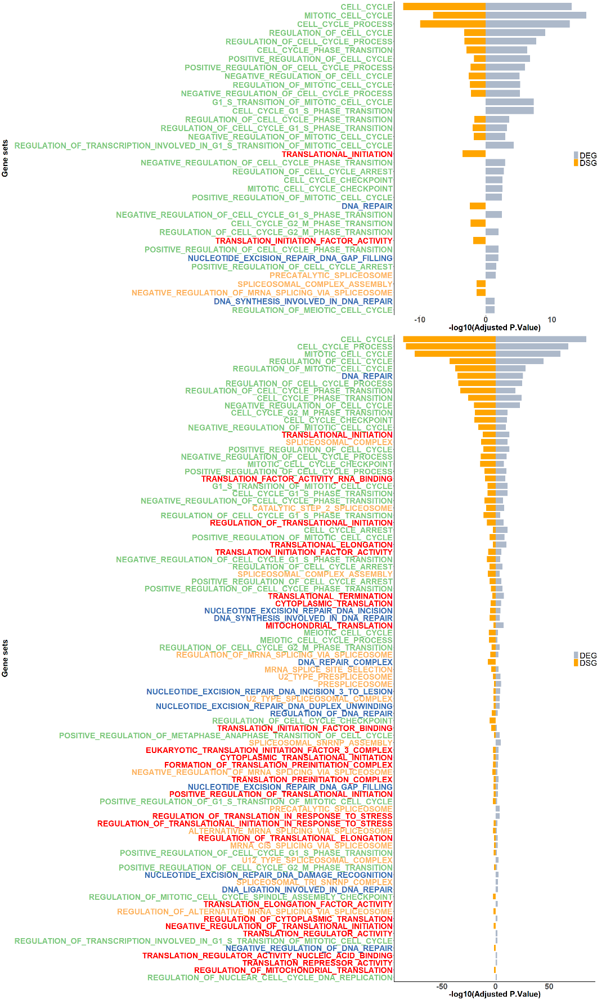 CELL_CYCLE
MITOTIC_CELL_CYCLE
CELL_CYCLE_PROCESS
REGULATION_OF_CELL_CYCLE
REGULATION_OF_CELL_CYCLE_PROCESS
CELL_CYCLE_PHASE_TRANSITION
POSITIVE_REGULATION_OF_CELL_CYCLE
POSITIVE_REGULATION_OF_CELL_CYCLE_PROCESS
NEGATIVE_REGULATION_OF_CELL_CYCLE
REGULATION_OF_MITOTIC_CELL_CYCLE
NEGATIVE_REGULATION_OF_CELL_CYCLE_PROCESS
G1_S_TRANSITION_OF_MITOTIC_CELL_CYCLE
CELL_CYCLE_G1_S_PHASE_TRANSITION
REGULATION_OF_CELL_CYCLE_PHASE_TRANSITION
REGULATION_OF_CELL_CYCLE_G1_S_PHASE_TRANSITION
NEGATIVE_REGULATION_OF_MITOTIC_CELL_CYCLE
REGULATION_OF_TRANSCRIPTION_INVOLVED_IN_G1_S_TRANSITION_OF_MITOTIC_CELL_CYCLE
TRANSLATIONAL_INITIATION
NEGATIVE_REGULATION_OF_CELL_CYCLE_PHASE_TRANSITION
REGULATION_OF_CELL_CYCLE_ARREST
CELL_CYCLE_CHECKPOINT
MITOTIC_CELL_CYCLE_CHECKPOINT
POSITIVE_REGULATION_OF_MITOTIC_CELL_CYCLE
DNA_REPAIR
NEGATIVE_REGULATION_OF_CELL_CYCLE_G1_S_PHASE_TRANSITION
CELL_CYCLE_G2_M_PHASE_TRANSITION
REGULATION_OF_CELL_CYCLE_G2_M_PHASE_TRANSITION
TRANSLATION_INITIATION_FACTOR_ACTIVITY
POSITIVE_REGULATION_OF_CELL_CYCLE_PHASE_TRANSITION
NUCLEOTIDE_EXCISION_REPAIR_DNA_GAP_FILLING
POSITIVE_REGULATION_OF_CELL_CYCLE_ARREST
PRECATALYTIC_SPLICEOSOME
SPLICEOSOMAL_COMPLEX_ASSEMBLY
NEGATIVE_REGULATION_OF_MRNA_SPLICING_VIA_SPLICEOSOME
DNA_SYNTHESIS_INVOLVED_IN_DNA_REPAIR
REGULATION_OF_MEIOTIC_CELL_CYCLE
Gene sets
DEG
DSG
-10 0 10
-log10(Adjusted P.Value)
CELL_CYCLE
CELL_CYCLE_PROCESS
MITOTIC_CELL_CYCLE
REGULATION_OF_CELL_CYCLE
REGULATION_OF_MITOTIC_CELL_CYCLE
DNA_REPAIR
REGULATION_OF_CELL_CYCLE_PROCESS
REGULATION_OF_CELL_CYCLE_PHASE_TRANSITION
CELL_CYCLE_PHASE_TRANSITION
NEGATIVE_REGULATION_OF_CELL_CYCLE
CELL_CYCLE_G2_M_PHASE_TRANSITION
CELL_CYCLE_CHECKPOINT
NEGATIVE_REGULATION_OF_MITOTIC_CELL_CYCLE
TRANSLATIONAL_INITIATION
SPLICEOSOMAL_COMPLEX
POSITIVE_REGULATION_OF_CELL_CYCLE
NEGATIVE_REGULATION_OF_CELL_CYCLE_PROCESS
MITOTIC_CELL_CYCLE_CHECKPOINT
POSITIVE_REGULATION_OF_CELL_CYCLE_PROCESS
TRANSLATION_FACTOR_ACTIVITY_RNA_BINDING
G1_S_TRANSITION_OF_MITOTIC_CELL_CYCLE
CELL_CYCLE_G1_S_PHASE_TRANSITION
NEGATIVE_REGULATION_OF_CELL_CYCLE_PHASE_TRANSITION
CATALYTIC_STEP_2_SPLICEOSOME
REGULATION_OF_CELL_CYCLE_G1_S_PHASE_TRANSITION
REGULATION_OF_TRANSLATIONAL_INITIATION
CELL_CYCLE_ARREST
POSITIVE_REGULATION_OF_MITOTIC_CELL_CYCLE
TRANSLATIONAL_ELONGATION
TRANSLATION_INITIATION_FACTOR_ACTIVITY
NEGATIVE_REGULATION_OF_CELL_CYCLE_G1_S_PHASE_TRANSITION
REGULATION_OF_CELL_CYCLE_ARREST
SPLICEOSOMAL_COMPLEX_ASSEMBLY
POSITIVE_REGULATION_OF_CELL_CYCLE_ARREST
POSITIVE_REGULATION_OF_CELL_CYCLE_PHASE_TRANSITION
TRANSLATIONAL_TERMINATION
CYTOPLASMIC_TRANSLATION
NUCLEOTIDE_EXCISION_REPAIR_DNA_INCISION
DNA_SYNTHESIS_INVOLVED_IN_DNA_REPAIR
MITOCHONDRIAL_TRANSLATION
MEIOTIC_CELL_CYCLE
MEIOTIC_CELL_CYCLE_PROCESS
REGULATION_OF_CELL_CYCLE_G2_M_PHASE_TRANSITION
REGULATION_OF_MRNA_SPLICING_VIA_SPLICEOSOME
DNA_REPAIR_COMPLEX
MRNA_SPLICE_SITE_SELECTION
U2_TYPE_PRESPLICEOSOME
PRESPLICEOSOME
NUCLEOTIDE_EXCISION_REPAIR_DNA_INCISION_3_TO_LESION
U2_TYPE_SPLICEOSOMAL_COMPLEX
NUCLEOTIDE_EXCISION_REPAIR_DNA_DUPLEX_UNWINDING
REGULATION_OF_DNA_REPAIR
REGULATION_OF_CELL_CYCLE_CHECKPOINT
TRANSLATION_INITIATION_FACTOR_BINDING
POSITIVE_REGULATION_OF_METAPHASE_ANAPHASE_TRANSITION_OF_CELL_CYCLE
SPLICEOSOMAL_SNRNP_ASSEMBLY
EUKARYOTIC_TRANSLATION_INITIATION_FACTOR_3_COMPLEX
CYTOPLASMIC_TRANSLATIONAL_INITIATION
FORMATION_OF_TRANSLATION_PREINITIATION_COMPLEX
NEGATIVE_REGULATION_OF_MRNA_SPLICING_VIA_SPLICEOSOME
TRANSLATION_PREINITIATION_COMPLEX
NUCLEOTIDE_EXCISION_REPAIR_DNA_GAP_FILLING
POSITIVE_REGULATION_OF_TRANSLATIONAL_INITIATION
POSITIVE_REGULATION_OF_G1_S_TRANSITION_OF_MITOTIC_CELL_CYCLE
PRECATALYTIC_SPLICEOSOME
REGULATION_OF_TRANSLATION_IN_RESPONSE_TO_STRESS
REGULATION_OF_TRANSLATIONAL_INITIATION_IN_RESPONSE_TO_STRESS
ALTERNATIVE_MRNA_SPLICING_VIA_SPLICEOSOME
REGULATION_OF_TRANSLATIONAL_ELONGATION
MRNA_CIS_SPLICING_VIA_SPLICEOSOME
POSITIVE_REGULATION_OF_CELL_CYCLE_G1_S_PHASE_TRANSITION
U12_TYPE_SPLICEOSOMAL_COMPLEX
POSITIVE_REGULATION_OF_CELL_CYCLE_G2_M_PHASE_TRANSITION
NUCLEOTIDE_EXCISION_REPAIR_DNA_DAMAGE_RECOGNITION
SPLICEOSOMAL_TRI_SNRNP_COMPLEX
DNA_LIGATION_INVOLVED_IN_DNA_REPAIR
REGULATION_OF_MITOTIC_CELL_CYCLE_SPINDLE_ASSEMBLY_CHECKPOINT
TRANSLATION_ELONGATION_FACTOR_ACTIVITY
REGULATION_OF_ALTERNATIVE_MRNA_SPLICING_VIA_SPLICEOSOME
REGULATION_OF_CYTOPLASMIC_TRANSLATION
NEGATIVE_REGULATION_OF_TRANSLATIONAL_INITIATION
TRANSLATION_REGULATOR_ACTIVITY
REGULATION_OF_TRANSCRIPTION_INVOLVED_IN_G1_S_TRANSITION_OF_MITOTIC_CELL_CYCLE
NEGATIVE_REGULATION_OF_DNA_REPAIR
TRANSLATION_REGULATOR_ACTIVITY_NUCLEIC_ACID_BINDING
TRANSLATION_REPRESSOR_ACTIVITY
REGULATION_OF_MITOCHONDRIAL_TRANSLATION
REGULATION_OF_NUCLEAR_CELL_CYCLE_DNA_REPLICATION
Gene sets
DEG
DSG
-50 0 50
-log10(Adjusted P.Value)